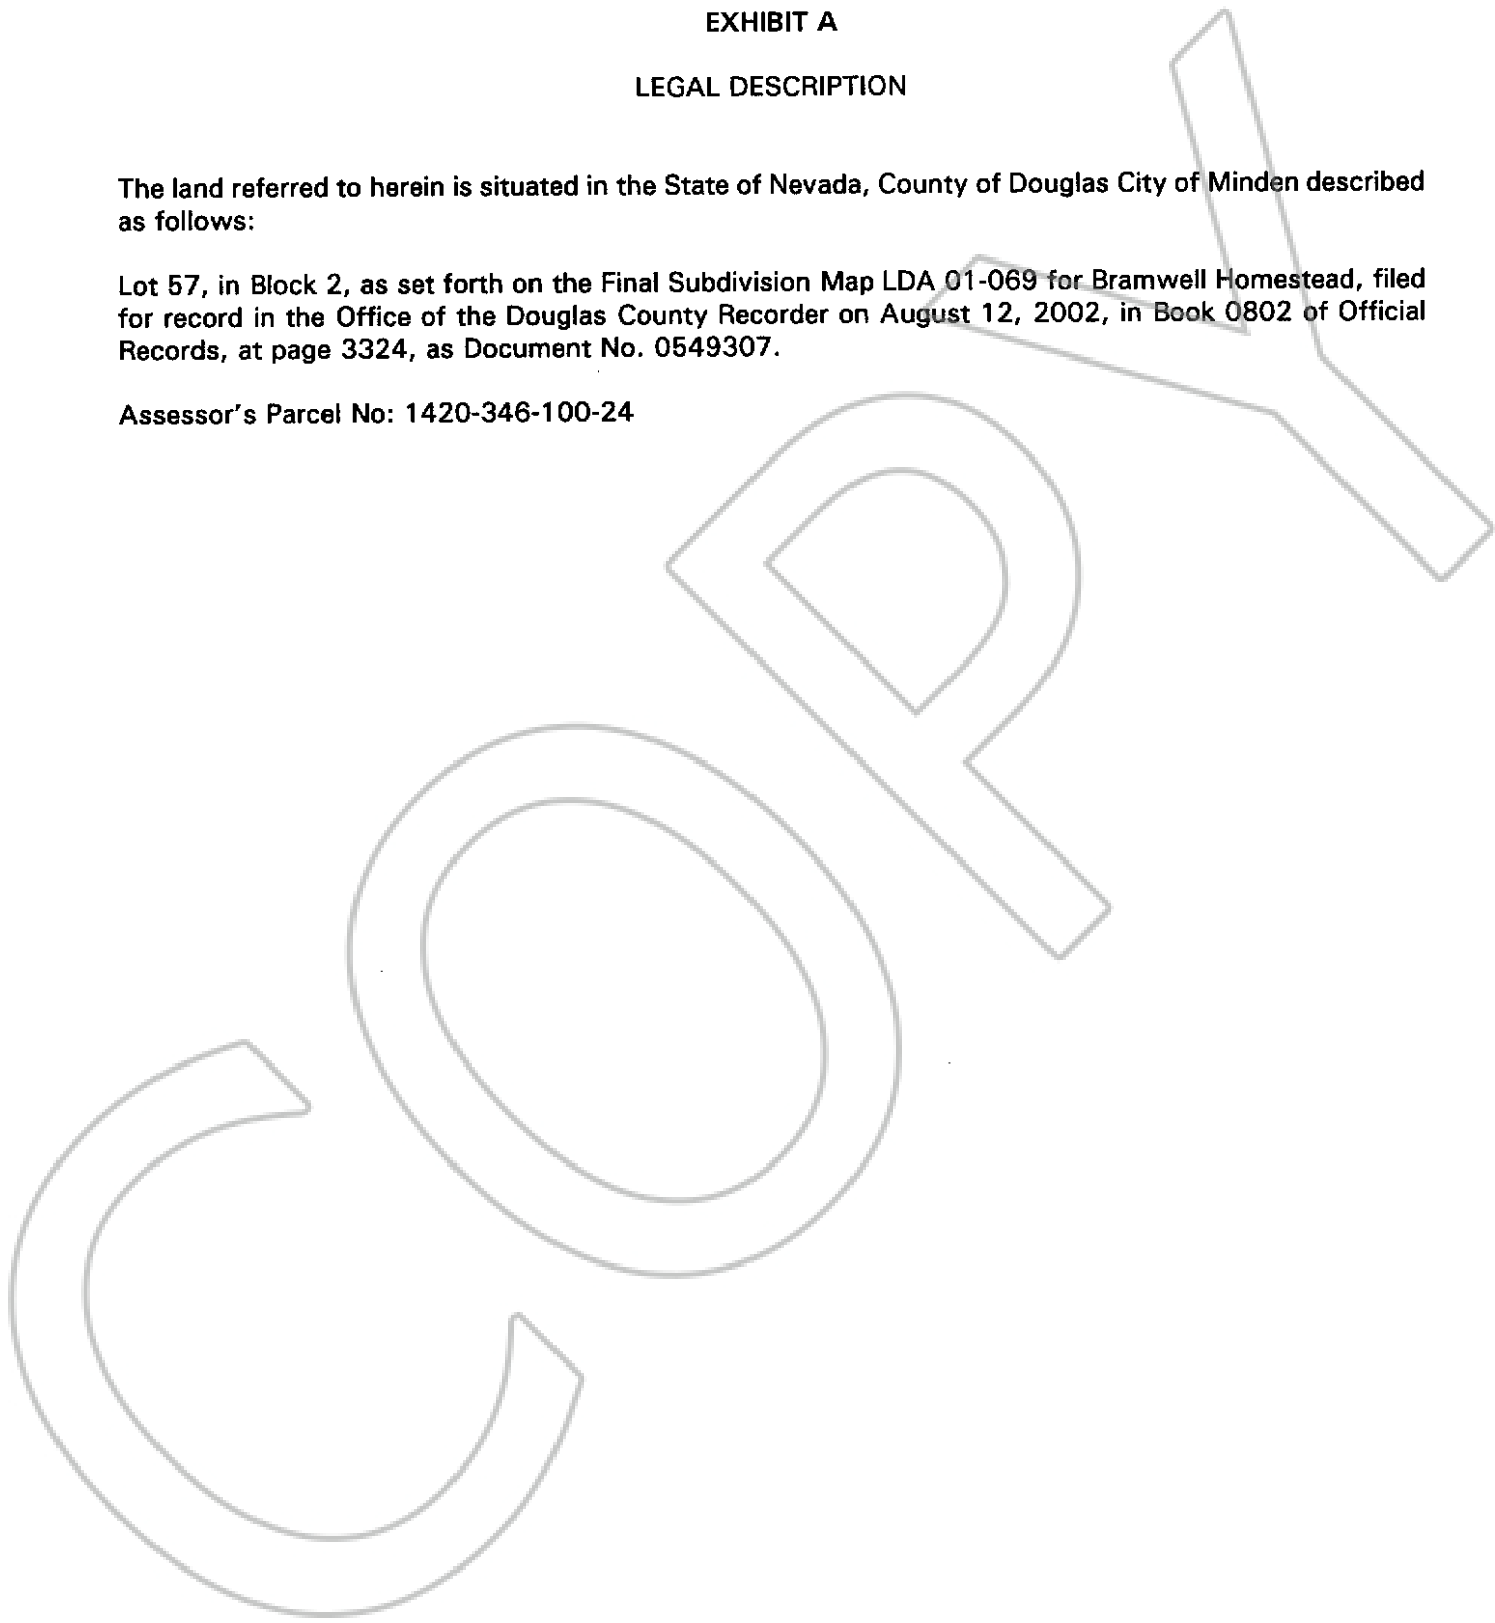 EXHIBIT A
LEGAL DESCRIPTION
The land referred to herein is situated in the State of Nevada, County of Douglas City of Minden described
as follows:
Lot 57, in Block 2, as set forth on the Final Subdivision Map LDA 01-069 for Bramwell Homestead, filed
for record in the Office of the Douglas County Recorder on August 12, 2002, in Book 0802 of Official
Records, at page 3324, as Document No. 0549307.
Assessor's Parcel No: 1420-346-100-24
COPY